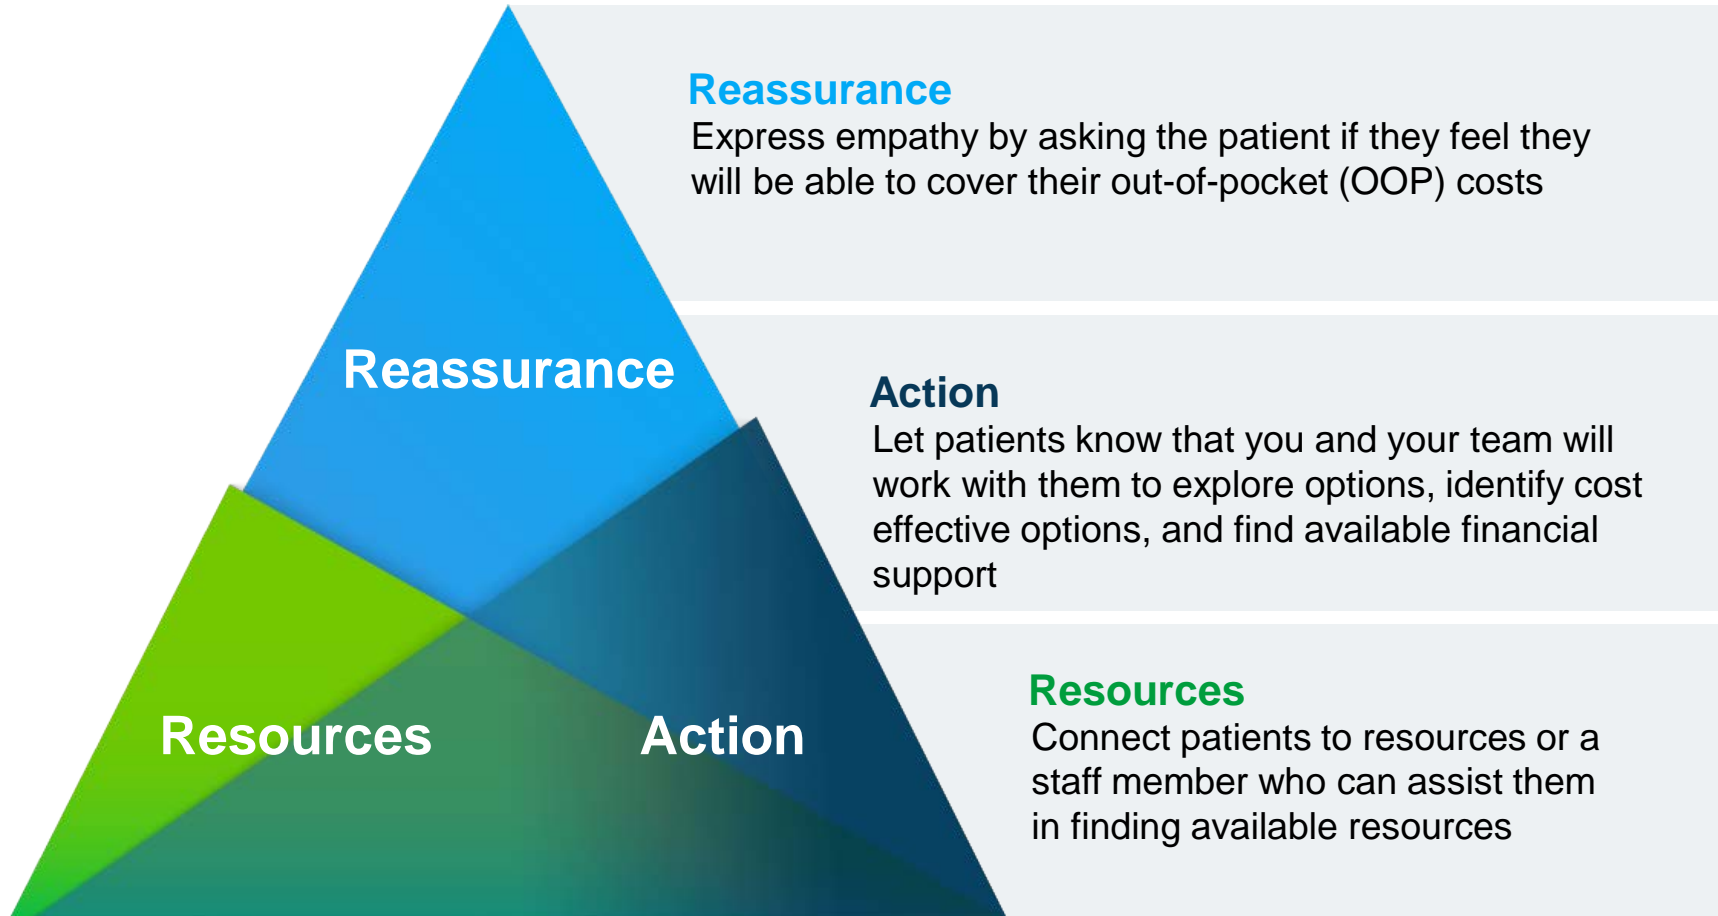 Reassurance
Express empathy by asking the patient if they feel they
will be able to cover their out-of-pocket (OOP) costs
Reassurance
Action
Let patients know that you and your team will
work with them to explore options, identify cost
effective options, and find available financial
support
Resources
Action
Resources
Connect patients to resources or a
staff member who can assist them
in finding available resources